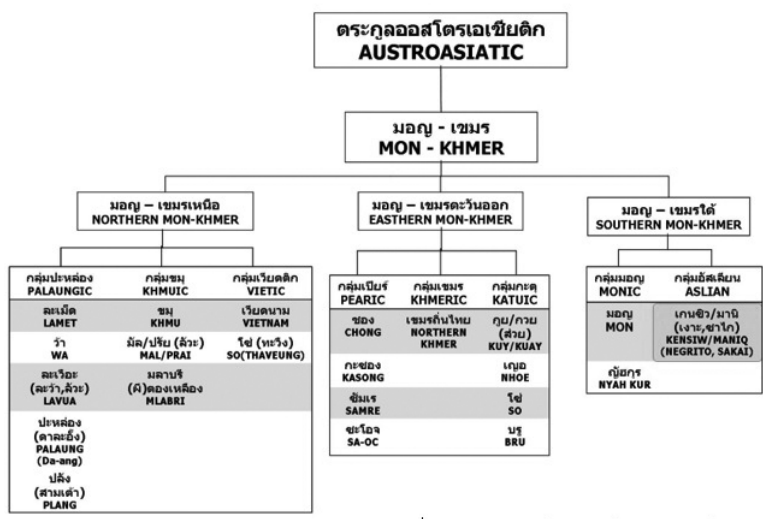 ตระกูลออสโตรเอเชียติก
AUSTROASIATIC
มอญ - เขมร
MON - KHMER
มอญ – เขมรเหนือ
NORTHERN MON-KHMER
มอญ – เขมรตะวันออก
EASTHERN MON-KHMER
มอญ – เขมรใต้
SOUTHERN MON-KHMER
กลุ่มปะหล่อง
PALAUNGIC
กลุ่มขมุ
KHMUIC
กลุ่มเวียตติก
VIETIC
ละเม็ด
LAMET
ขมุ
KHMU
เวียดนาม
VIETNAM
ว้า
WA
มัล/ปรัย (ลัวะ)
MAL/PRAI
โซ่ (ทะวืง)
SO(THAVEUNG)
ละเวือะ
(ละว้า,ลัวะ)
LAVUA
มลาบรี
(ผี)ตองเหลือง
MLABRI
ปะหล่อง
(ดาละอั้ง)
PALAUNG
(Da-ang)
ปลัง
(สามเต้า)
PLANG
กลุ่มเปียร์
PEARIC
กลุ่มเขมร
KHMERIC
กลุ่มกะตุ
KATUIC
ชอง
CHONG
เขมรถิ่นไทย
NORTHERN
KHMER
กูย/กวย
(ส่วย)
KUY/KUAY
กะซอง
KASONG
เญอ
NHOE
ซัมเร
SAMRE
โซ่
SO
ชะโอจ
SA-OC
บรู
BRU
กลุ่มมอญ
MONIC
กลุ่มอัสเลียน
ASLIAN
มอญ
MON
เกนซิว/มานิ
(เงาะ,ซาไก)
KENSIW/MANIQ
(NEGRITO, SAKAI)
ญัฮกุร
NYAH KUR